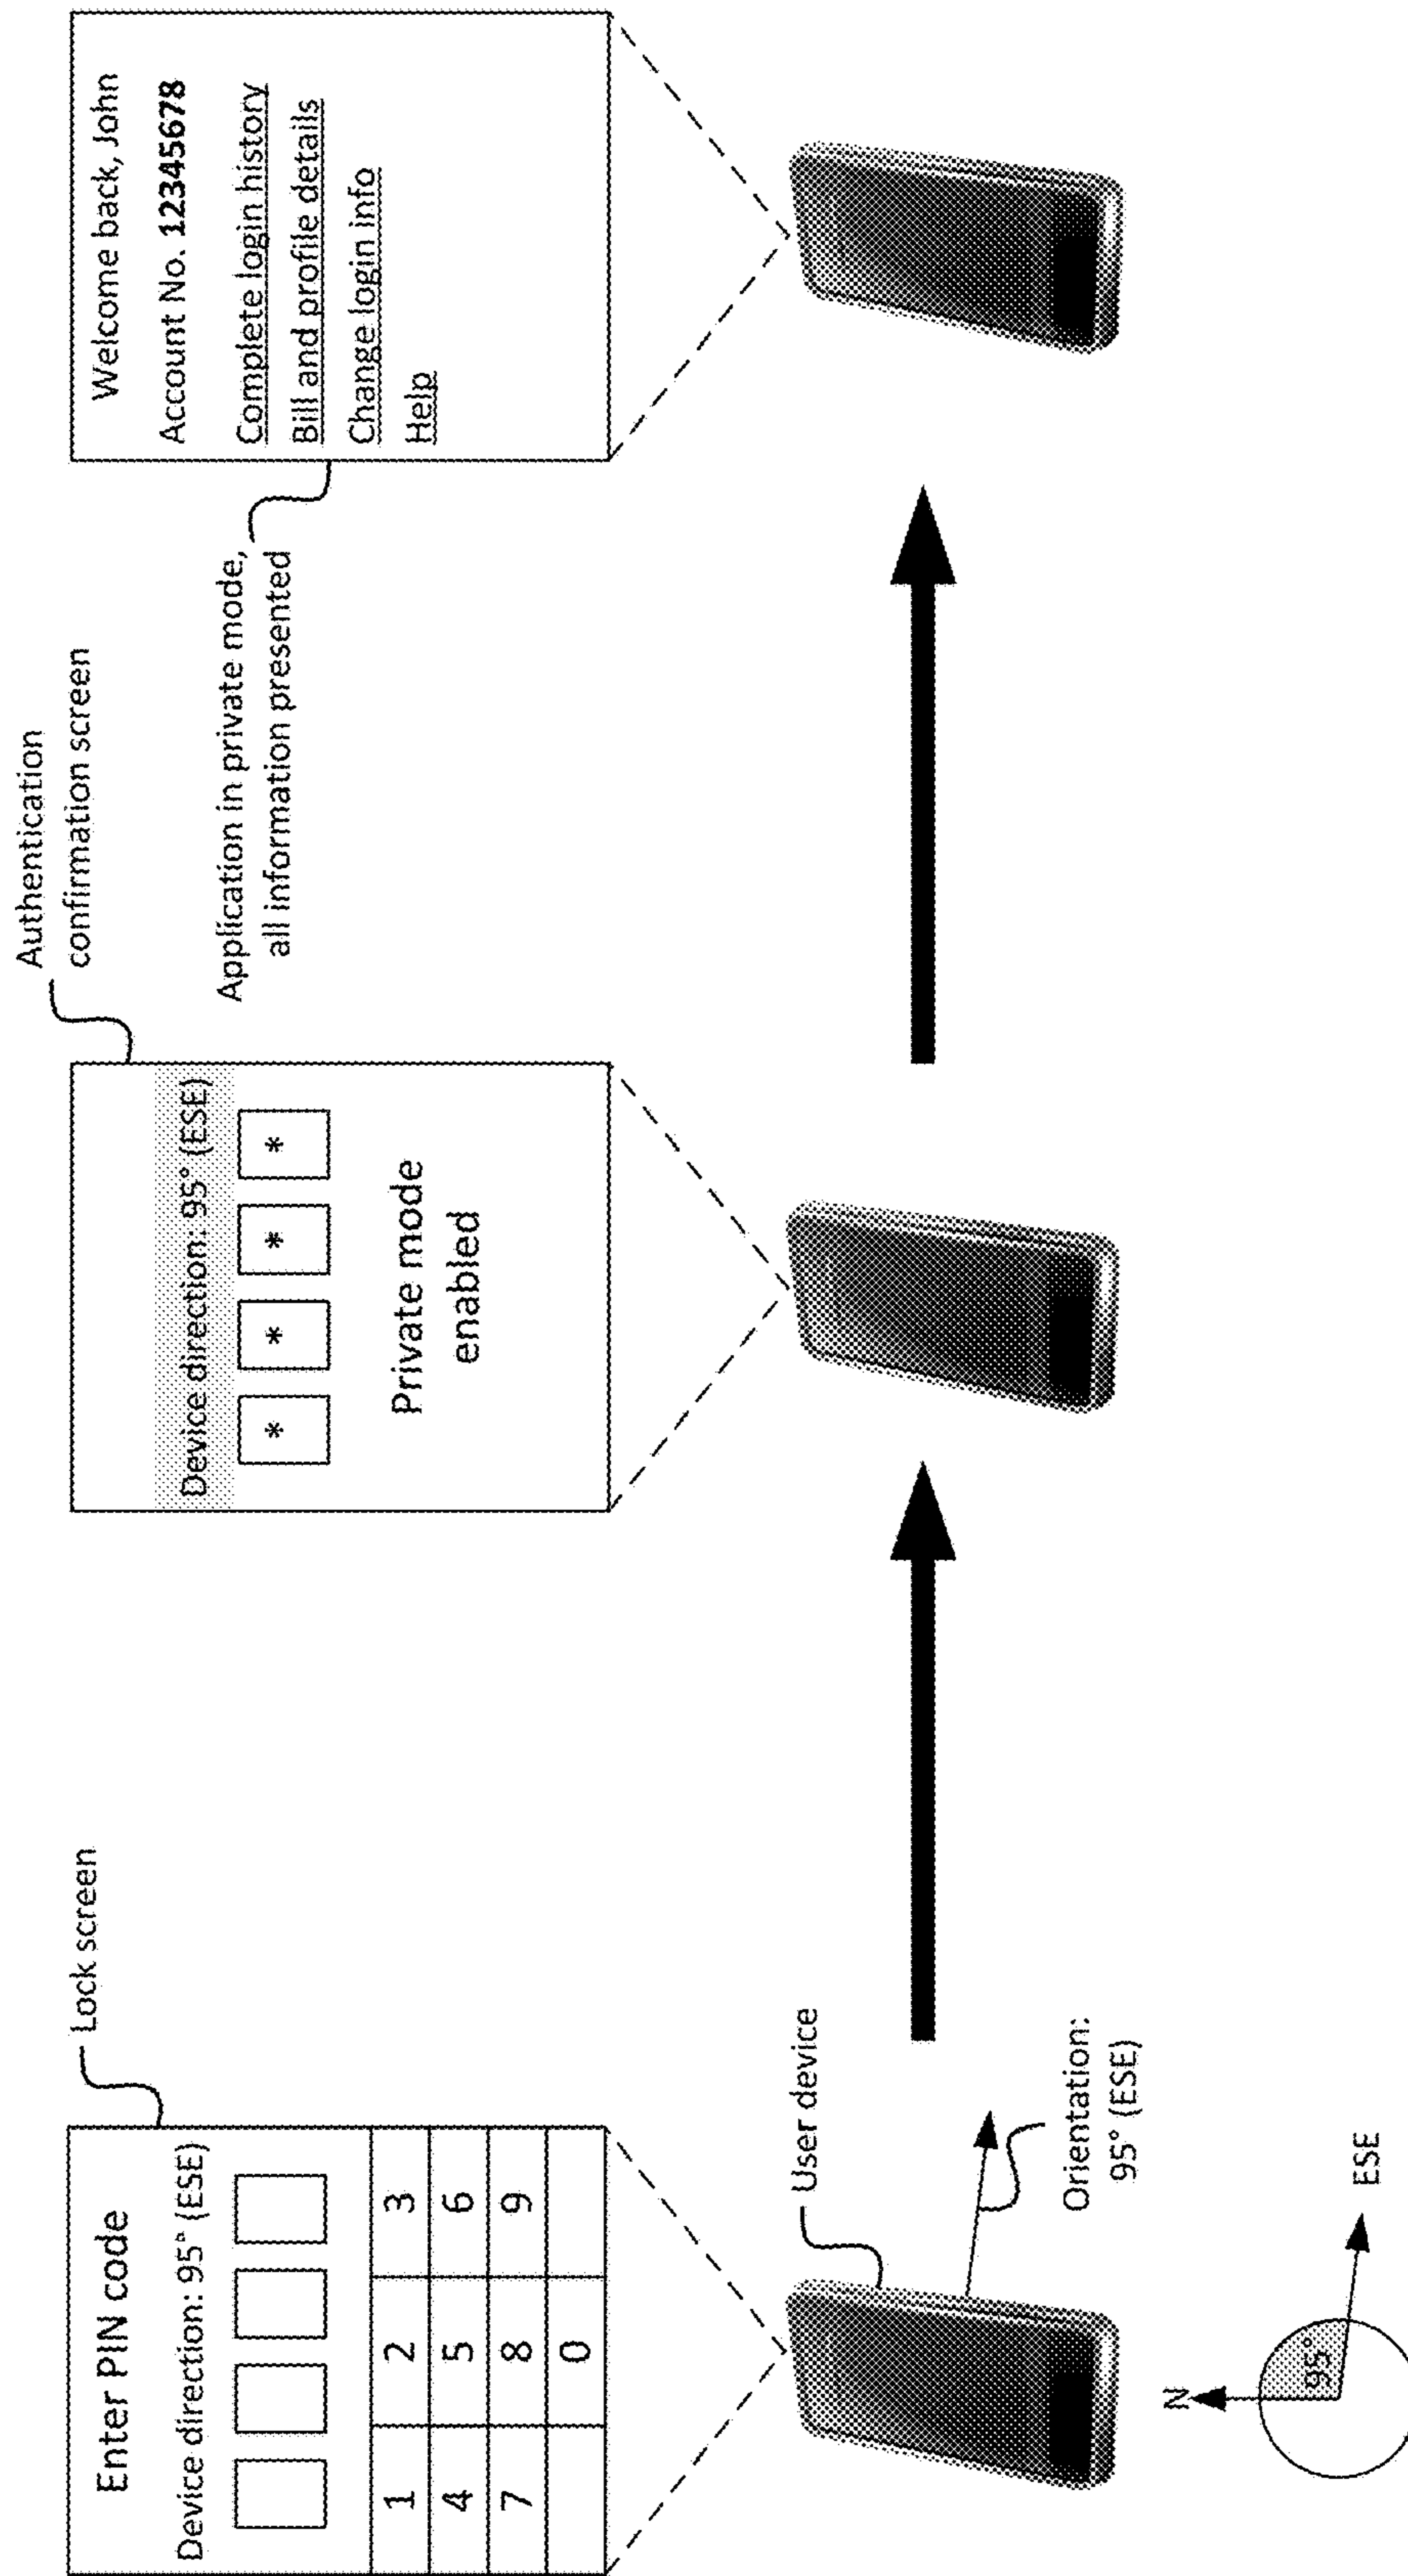 Enter PIN code
Device direction: 95° (ESE)
1 2 3
4 5 6
7 8 9
0
Lock screen
User device
Orientation:
95° (ESE)
N
95°
ESE
Authentication
confirmation screen
Device direction: 95° (ESE)
* * * *
Private mode
enabled
Application in private mode,
all information presented
Welcome back, John
Account No. 12345678
Complete login history
Bill and profile details
Change login info
Help